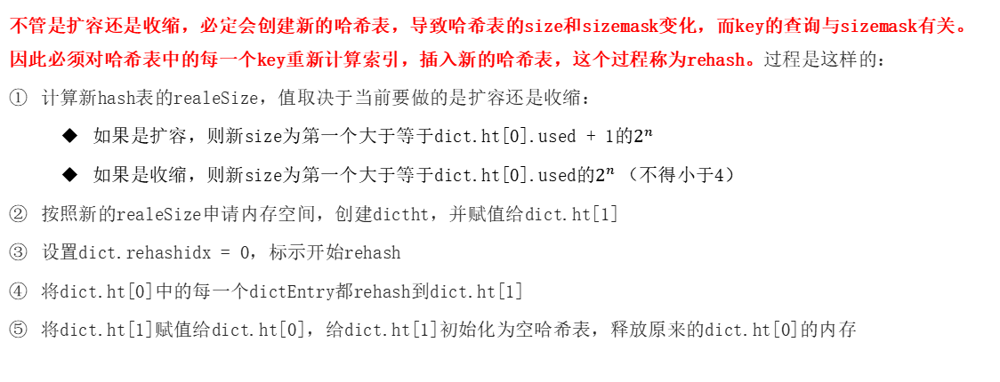 不管是扩容还是收缩，必定会创建新的哈希表，导致哈希表的size和sizemask变化，而key的查询与sizemask有关。
因此必须对哈希表中的每一个key重新计算索引，插入新的哈希表，这个过程称为rehash。过程是这样的：
① 计算新hash表的realeSize，值取决于当前要做的是扩容还是收缩：
◆ 如果是扩容，则新size为第一个大于等于dict.ht[0].used + 1的2ⁿ
◆ 如果是收缩，则新size为第一个大于等于dict.ht[0].used的2ⁿ （不得小于4）
② 按照新的realeSize申请内存空间，创建dictht，并赋值给dict.ht[1]
③ 设置dict.rehashidx = 0，标示开始rehash
④ 将dict.ht[0]中的每一个dictEntry都rehash到dict.ht[1]
⑤ 将dict.ht[1]赋值给dict.ht[0]，给dict.ht[1]初始化为空哈希表，释放原来的dict.ht[0]的内存